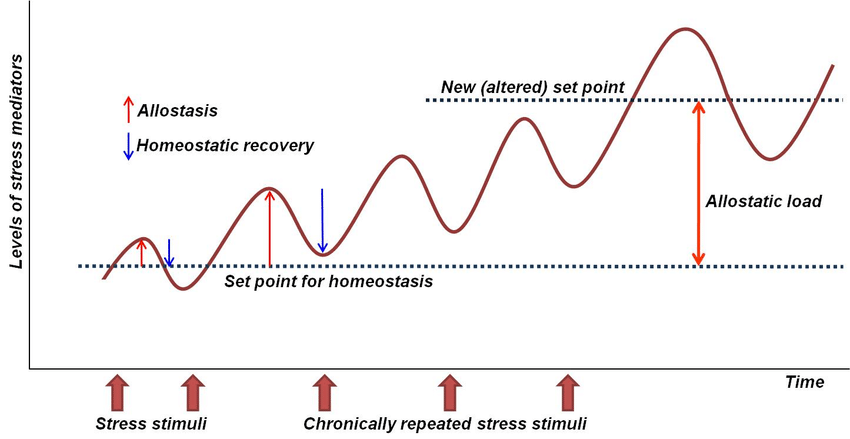 Levels of stress mediators
New (altered) set point
Allostasis
Homeostatic recovery
Allostatic load
Set point for homeostasis
Time
Stress stimuli
Chronically repeated stress stimuli